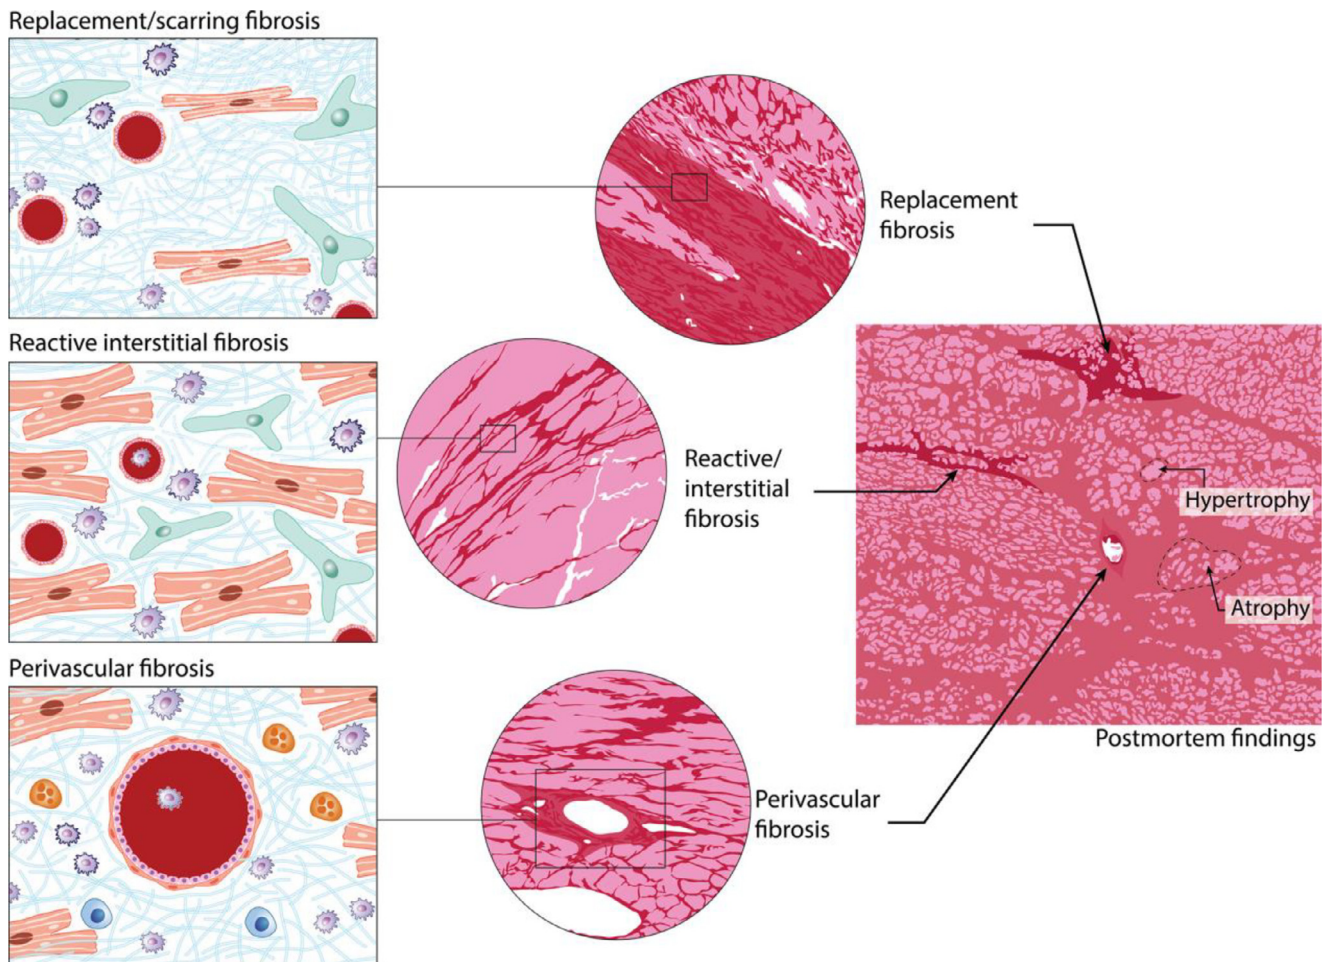 Replacement/scarring fibrosis
Replacement
fibrosis
Reactive interstitial fibrosis
Reactive/
interstitial
fibrosis
Hypertrophy
Atrophy
Perivascular fibrosis
Postmortem findings
Perivascular
fibrosis